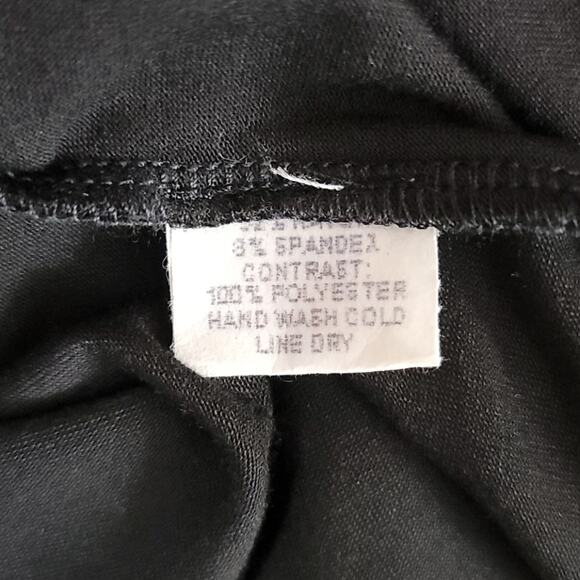 8% SPANDEX
CONTRAST:
100% POLYESTER
HAND WASH COLD
LINE DRY